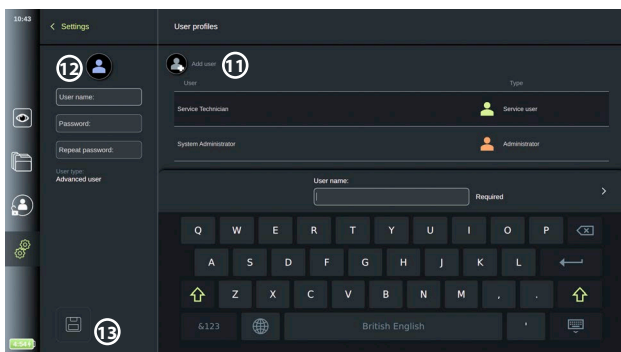 10:43
Settings
User profiles
12
Add user
11
User
Type
User name:
Service Technician
Service user
Password:
Repeat password:
System Administrator
Administrator
User type:
Advanced user
User name:
Required
Q W E R T Y U I O P
A S D F G H J K L
Z X C V B N M , .
&123
British English
'
13